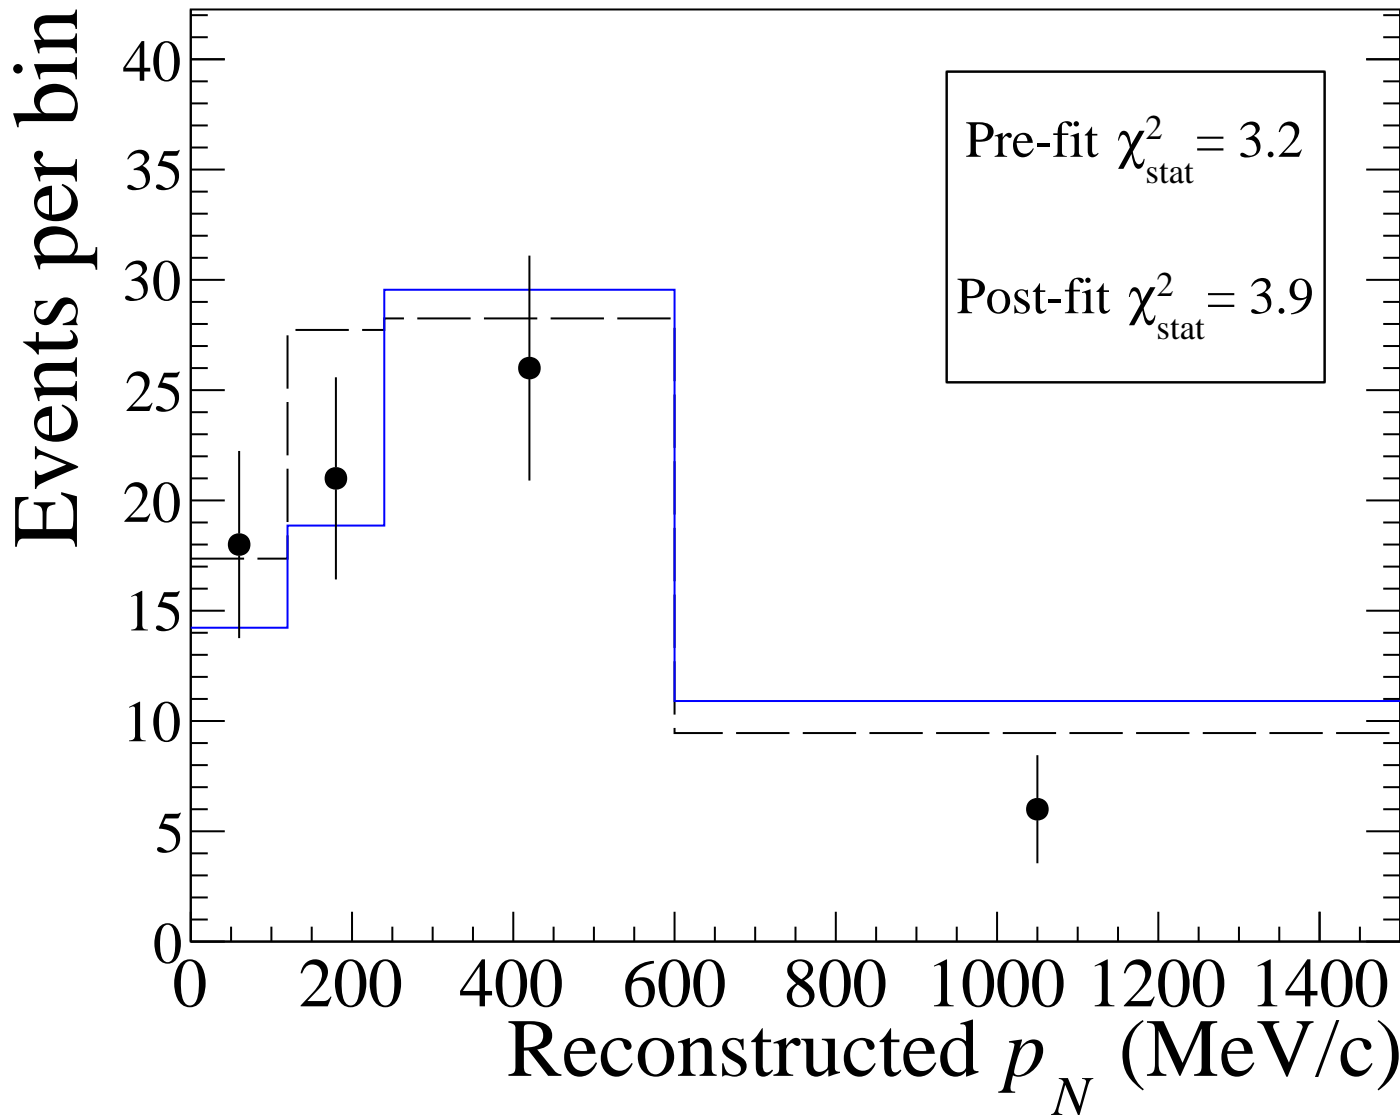 Events per bin
40
35
30
25
20
15
10
5
0
Pre-fit χ²stat = 3.2
Post-fit χ²stat = 3.9
0 200 400 600 800 1000 1200 1400
Reconstructed pN (MeV/c)